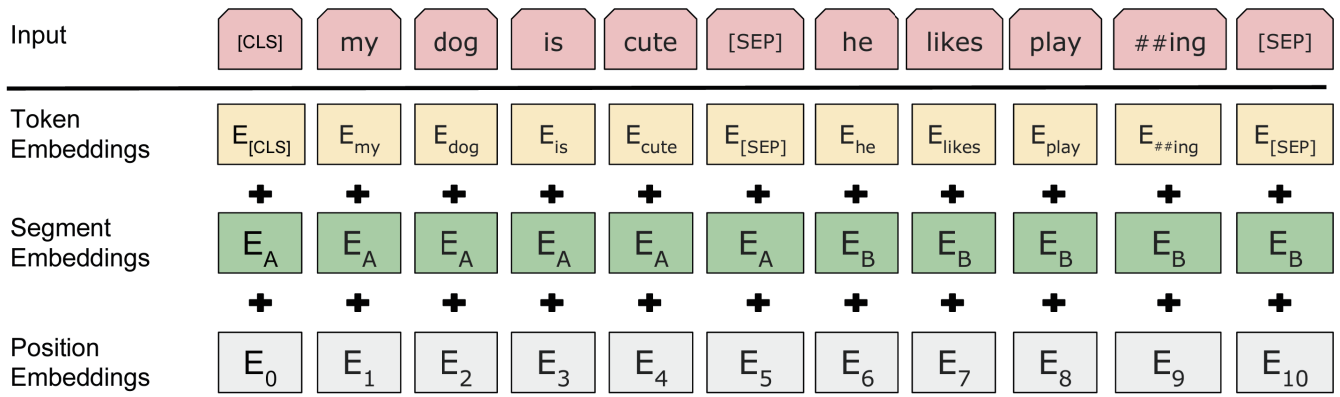 Input [CLS] my dog is cute [SEP] he likes play ##ing [SEP]
Token Embeddings E[CLS] Emy Edog Eis Ecute E[SEP] Ehe Elikes Eplay E##ing E[SEP]
+ + + + + + + + + + +
Segment Embeddings EA EA EA EA EA EA EB EB EB EB EB
+ + + + + + + + + + +
Position Embeddings E0 E1 E2 E3 E4 E5 E6 E7 E8 E9 E10